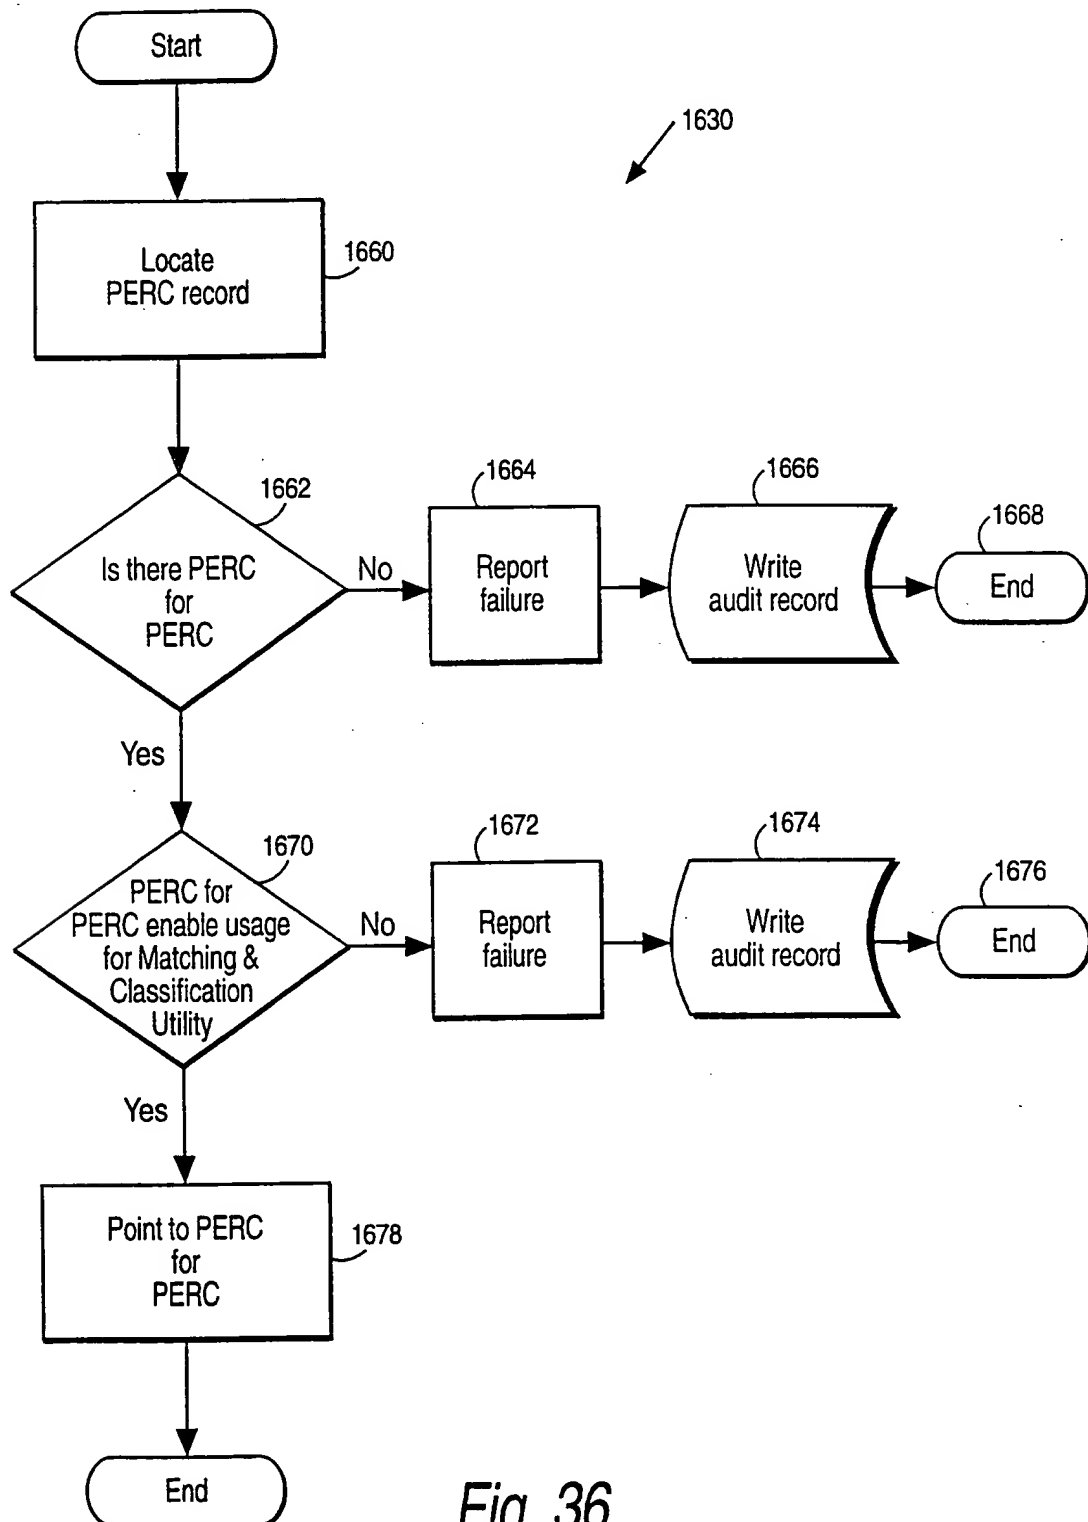 Start
1630
Locate
PERC record
1660
Is there PERC
for
PERC
1662
No
Report
failure
1664
Write
audit record
1666
End
1668
Yes
PERC for
PERC enable usage
for Matching &
Classification
Utility
1670
No
Report
failure
1672
Write
audit record
1674
End
1676
Yes
Point to PERC
for
PERC
1678
End
Fig. 36